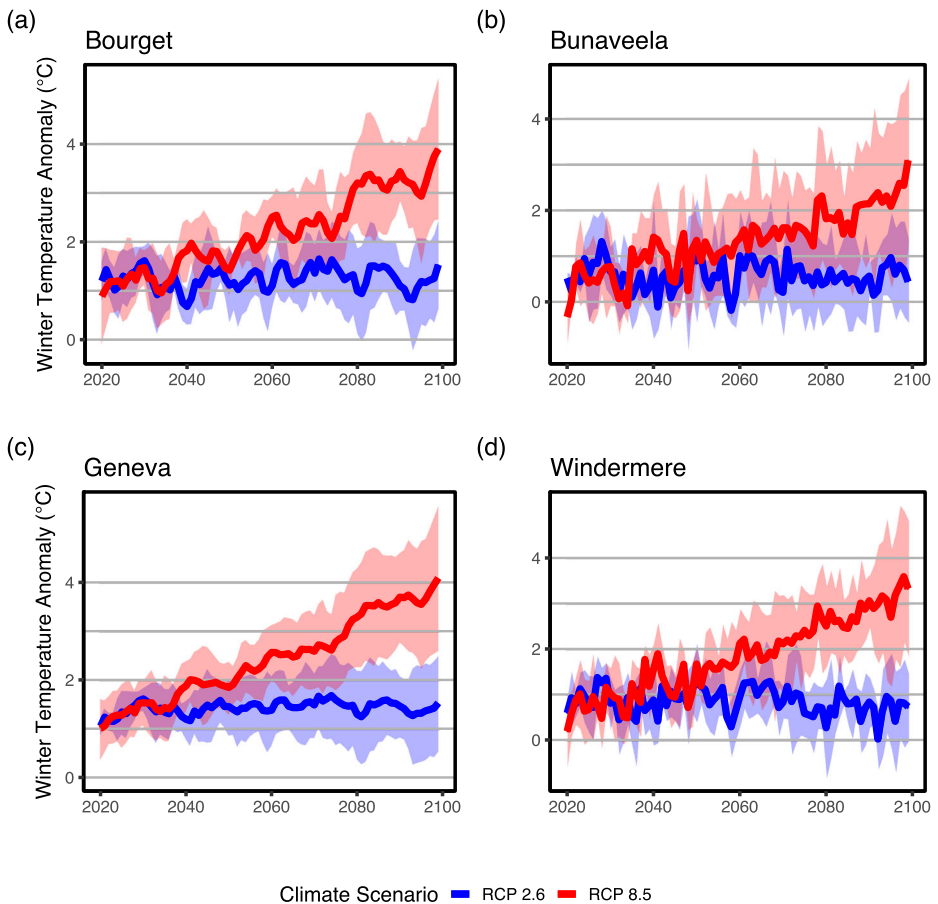 (a)
Bourget
(b)
Bunaveela
Winter Temperature Anomaly (°C)
4
2
0
2020 2040 2060 2080 2100
4
2
0
2020 2040 2060 2080 2100
(c)
Geneva
(d)
Windermere
Winter Temperature Anomaly (°C)
4
2
0
2020 2040 2060 2080 2100
4
2
0
2020 2040 2060 2080 2100
Climate Scenario RCP 2.6 RCP 8.5